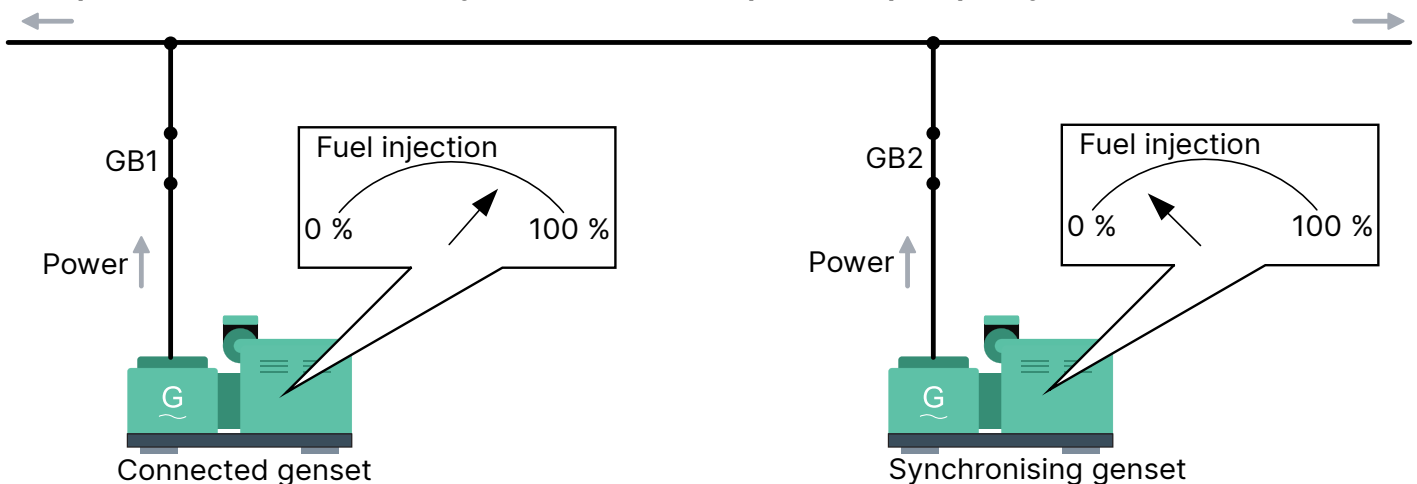 Fuel injection
0 %
100 %
GB1
Power
G
Connected genset
Fuel injection
0 %
100 %
GB2
Power
G
Synchronising genset